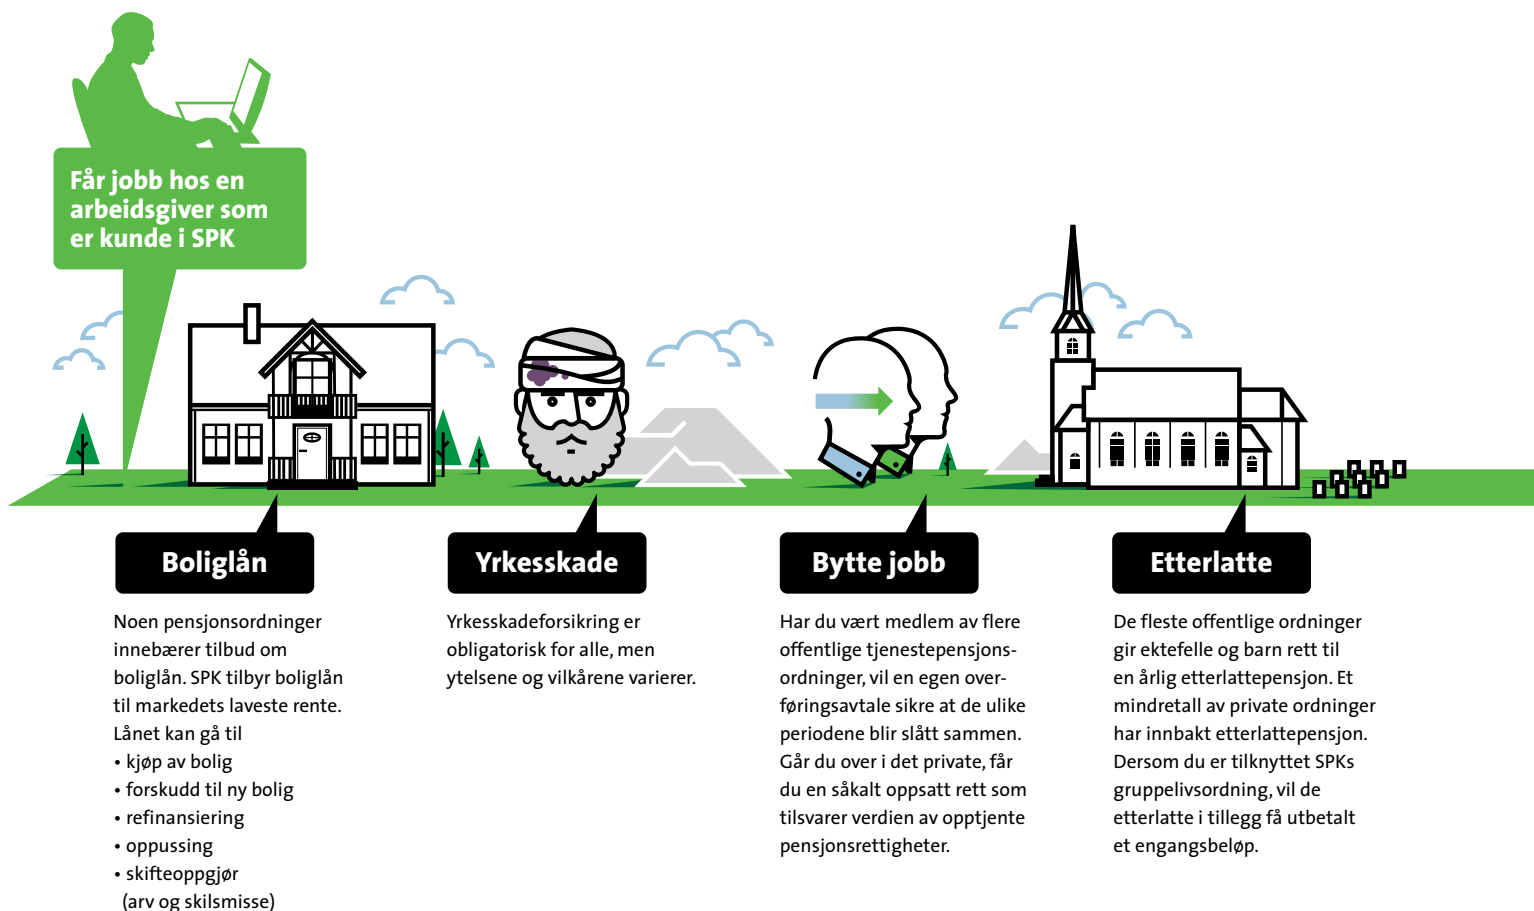 Får jobb hos en
arbeidsgiver som
er kunde i SPK
Boliglån
Noen pensjonsordninger
innebærer tilbud om
boliglån. SPK tilbyr boliglån
til markedets laveste rente.
Lånet kan gå til
• kjøp av bolig
• forskudd til ny bolig
• refinansiering
• oppussing
• skifteoppgjør
(arv og skilsmisse)
Yrkesskade
Yrkesskadeforsikring er
obligatorisk for alle, men
ytelsene og vilkårene varierer.
Bytte jobb
Har du vært medlem av flere
offentlige tjenestepensjons-
ordninger, vil en egen over-
føringsavtale sikre at de ulike
periodene blir slått sammen.
Går du over i det private, får
du en såkalt oppsatt rett som
tilsvarer verdien av opptjente
pensjonsrettigheter.
Etterlatte
De fleste offentlige ordninger
gir ektefelle og barn rett til
en årlig etterlattepensjon. Et
mindretall av private ordninger
har innbakt etterlattepensjon.
Dersom du er tilknyttet SPKs
gruppelivsordning, vil de
etterlatte i tillegg få utbetalt
et engangsbeløp.